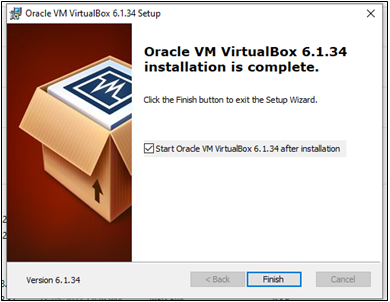 Oracle VM VirtualBox 6.1.34 Setup
Oracle VM VirtualBox 6.1.34
installation is complete.
Click the Finish button to exit the Setup Wizard.
Start Oracle VM VirtualBox 6.1.34 after installation
Version 6.1.34
< Back
Finish
Cancel